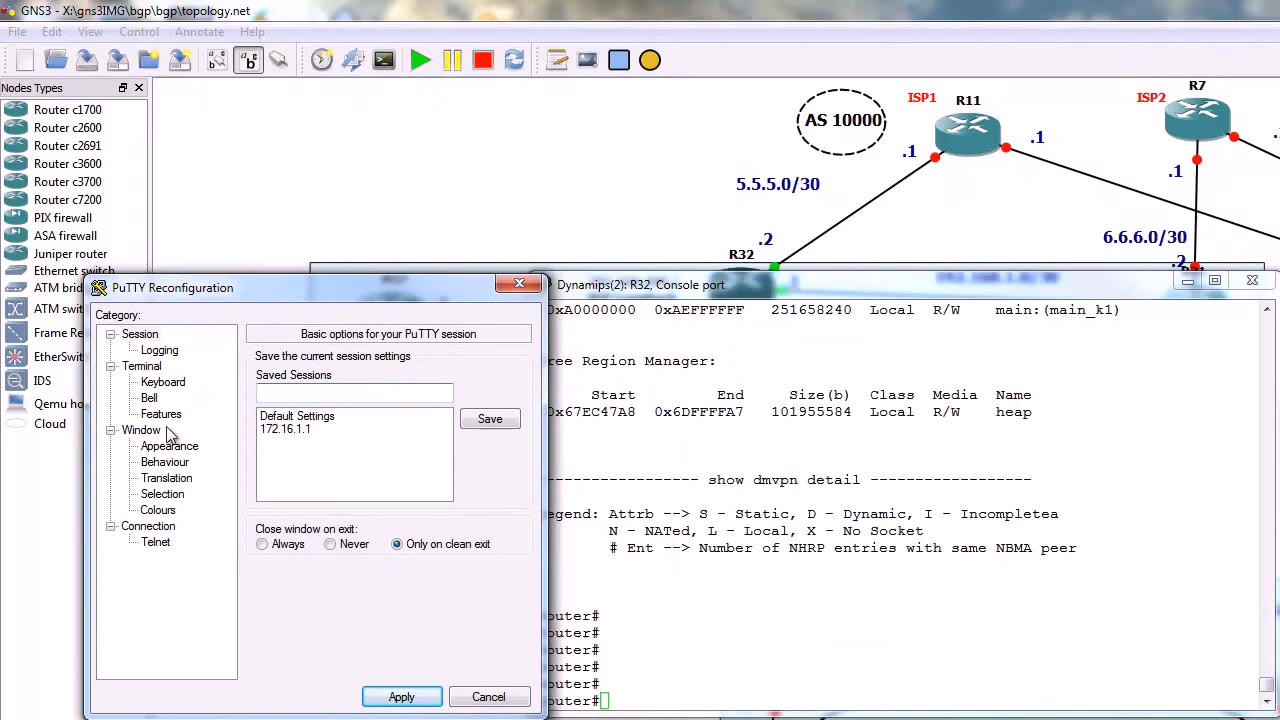 GNS3 - X:\gns3IMG\bgp\bgp\topology.net
File Edit View Control Annotate Help
Nodes Types
Router c1700
Router c2600
Router c2691
Router c3600
Router c3700
Router c7200
PIX firewall
ASA firewall
Juniper router
Ethernet switch
ATM
ATM
Frame
IDS
Cloud
AS 10000
ISP1
R11
.1
.1
5.5.5.0/30
.2
R32
ISP2
R7
.1
6.6.6.0/30
.2
PuTTY Reconfiguration
Category:
Session
Logging
Terminal
Keyboard
Bell
Features
Window
Appearance
Behaviour
Translation
Selection
Colours
Connection
Telnet
Basic options for your PuTTY session
Save the current session settings
Saved Sessions
Default Settings
172.16.1.1
Save
Close window on exit:
Always Never Only on clean exit
Apply Cancel
Dynamips(2): R32, Console port
0xA0000000 0xAEFFFFFF 251658240 Local R/W main:(main_k1)
ree Region Manager:
Start End Size(b) Class Media Name
0x67EC47A8 0x6DFFFFA7 101955584 Local R/W heap
---------------- show dmvpn detail ------------------
egend: Attrb --> S - Static, D - Dynamic, I - Incompletea
N - NATed, L - Local, X - No Socket
# Ent --> Number of NHRP entries with same NBMA peer
outer#
outer#
outer#
outer#
outer#
outer#